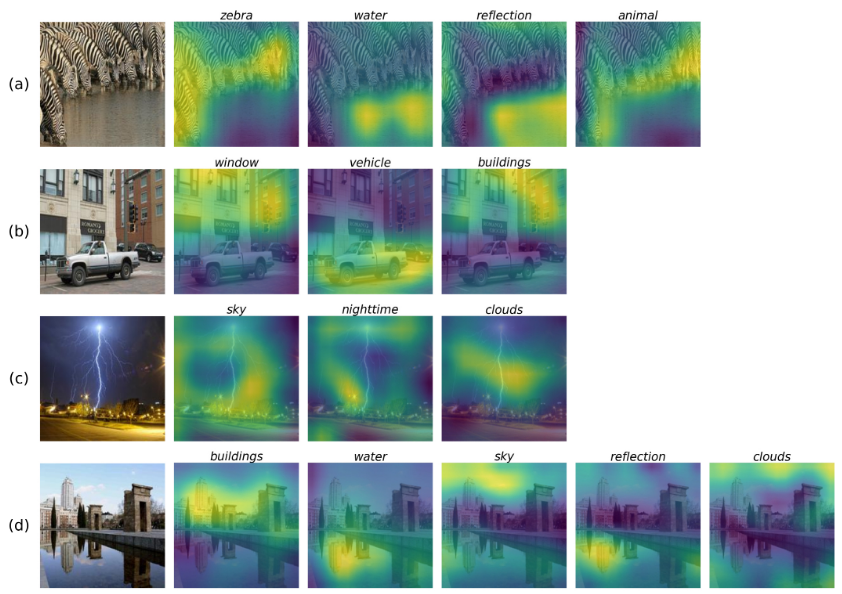 zebra water reflection animal
(a)
window vehicle buildings
(b)
sky nighttime clouds
(c)
buildings water sky reflection clouds
(d)